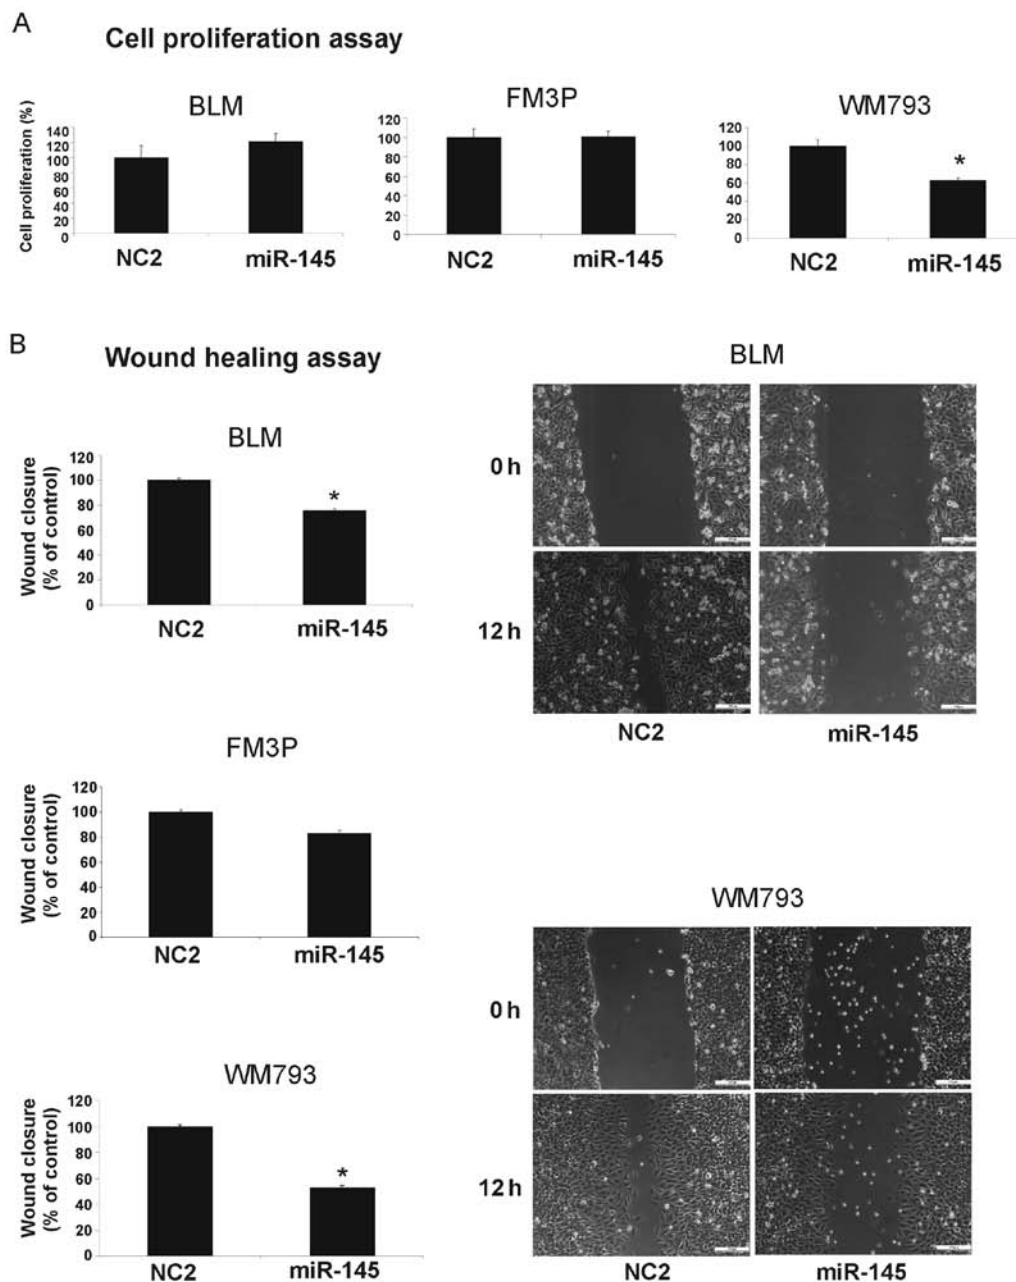 A
Cell proliferation assay
BLM
FM3P
WM793
Cell proliferation (%)
140
120
100
80
60
40
20
0
NC2
miR-145
120
100
80
60
40
20
0
NC2
miR-145
120
100
80
60
40
20
0
*
NC2
miR-145
B
Wound healing assay
BLM
Wound closure
(% of control)
120
100
80
60
40
20
0
*
NC2
miR-145
BLM
0 h
12 h
NC2
miR-145
FM3P
Wound closure
(% of control)
120
100
80
60
40
20
0
NC2
miR-145
WM793
Wound closure
(% of control)
120
100
80
60
40
20
0
*
NC2
miR-145
WM793
0 h
12 h
NC2
miR-145